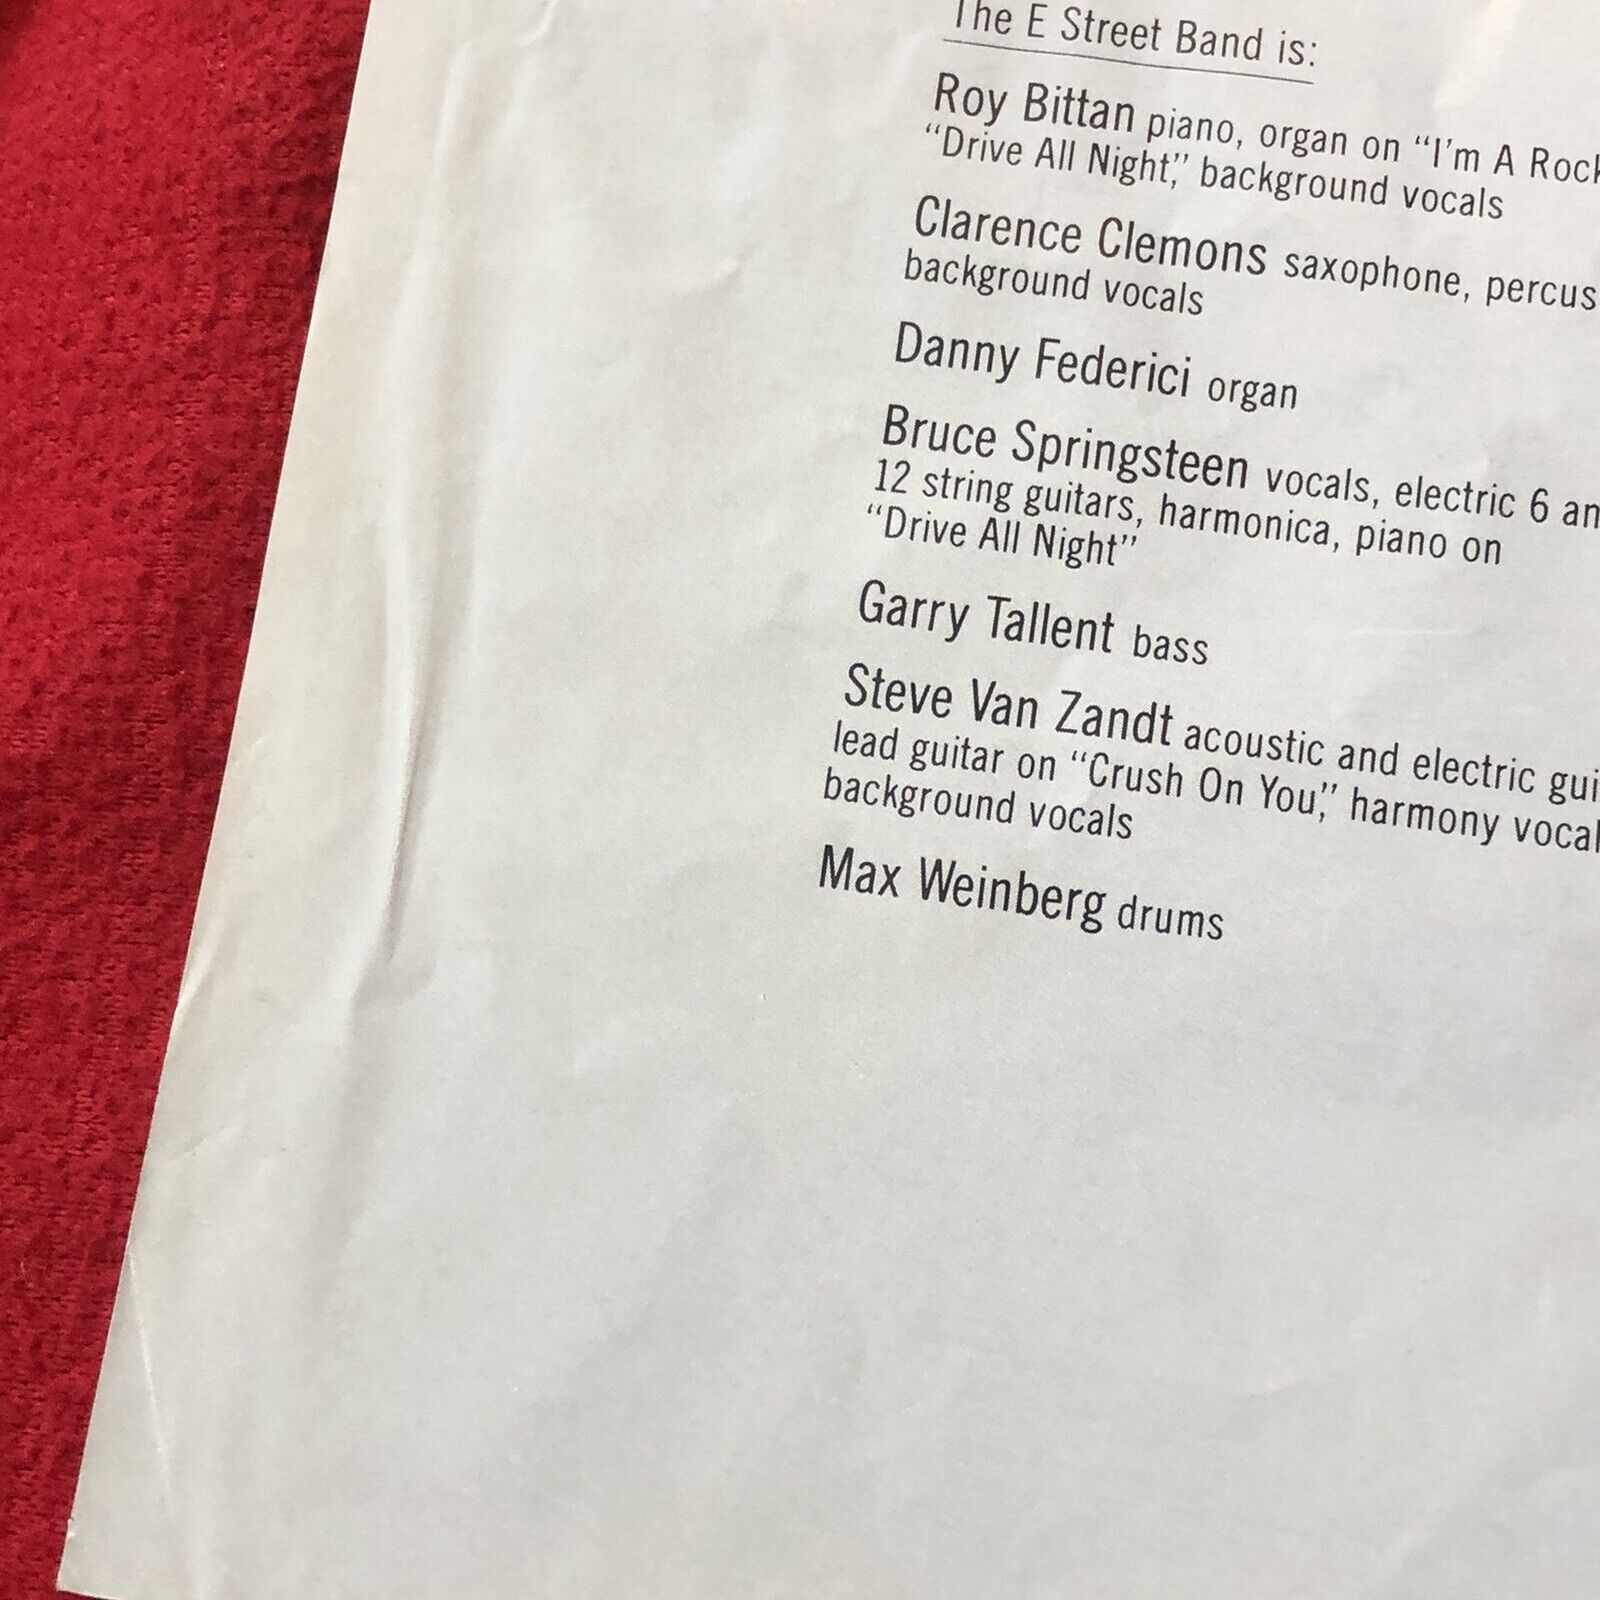 The E Street Band is:
Roy Bittan piano, organ on "I'm A Rock
"Drive All Night," background vocals
Clarence Clemons saxophone, percus
background vocals
Danny Federici organ
Bruce Springsteen vocals, electric 6 an
12 string guitars, harmonica, piano on
"Drive All Night"
Garry Tallent bass
Steve Van Zandt acoustic and electric gui
lead guitar on "Crush On You," harmony vocal
background vocals
Max Weinberg drums